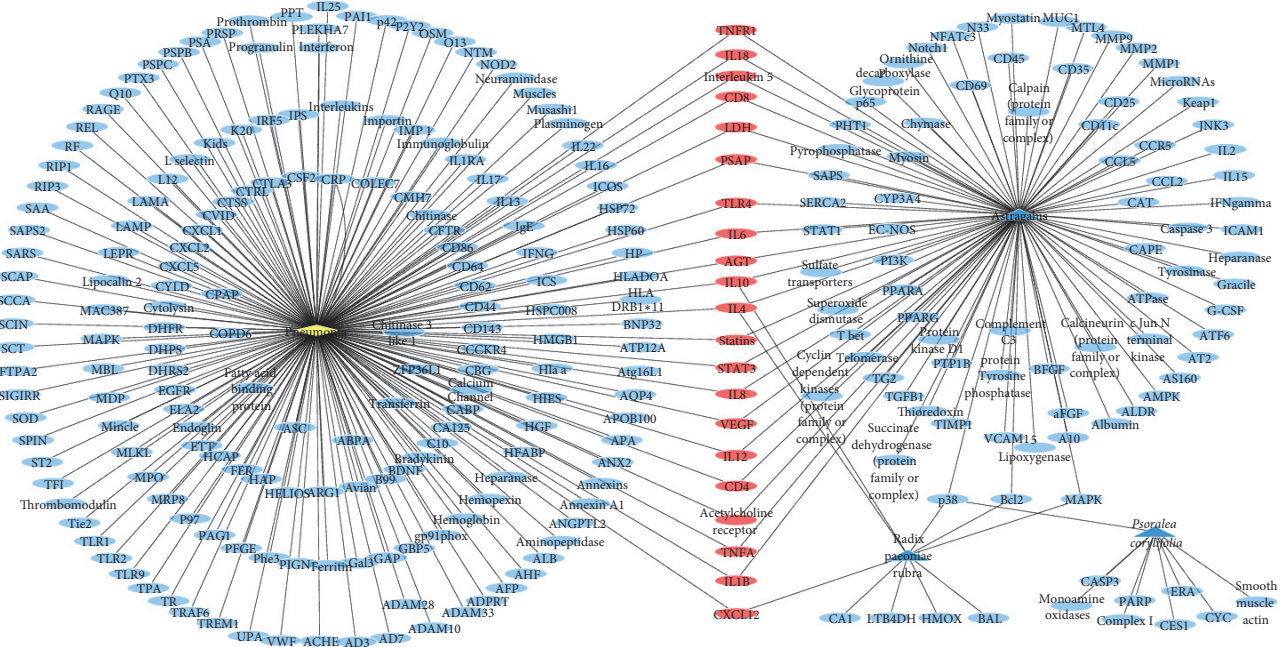 IL25
PPT
PAI1
Prothrombin
p42
P2Y2
PLEKHA7
OSM
PRSP
O13
PSA
Progranulin
Interferon
NTM
PSPB
NOD2
PSPC
Neuraminidase
PTX3
Muscles
Q10
Musashi1
RAGE
Interleukins
Plasminogen
IPS
IRF5
Importin
REL
K20
IMP 1
RF
Kids
Immunoglobulin
IL22
RIP1
L selectin
IL1RA
IL16
RIP3
L12
CSF2
CRP
COLEC7
IL17
ICOS
CTLA3
CTRL
SAA
LAMA
CTSS
CMH7
IL13
HSP72
CVID
Chitinase
SAPS2
LAMP
CXCL1
CFTR
IgE
HSP60
SARS
LEPR
CXCL2
CD86
IFNG
HP
SCAP
Lipocalin 2
CXCL5
CD64
ICS
HLADOA
CYLD
CPAP
CD62
HLA
DRB1*11
SCCA
MAC387
Cytolysin
CD44
HSPC008
SCIN
DHFR
COPD6
Pneumonia
Chitinase 3
like 1
CD143
BNP32
SCT
MAPK
DHPS
CCCKR4
HMGB1
ATP12A
FTPA2
MBL
DHRS2
Fatty acid
binding
protein
ZFP36L1
CBG
Hla a
Atg16L1
SIGIRR
MDP
EGFR
Calcium
Channel
HIES
AQP4
Transferrin
CABP
SOD
ELA2
HGF
APOB100
SPIN
Mincle
Endoglin
ASC
CA125
APA
ST2
MLKL
ETT
HCAP
ABPA
C10
HFABP
ANX2
Bradykinin
TFI
MPO
FER
HAP
BDNF
Heparanase
Annexins
B99
Thrombomodulin
MRP8
HELIOS
ARG1
Avian
Hemopexin
Annexin A1
Tie2
P97
Hemoglobin
ANGPTL2
TLR1
PAGI
gp91phox
Aminopeptidase
TLR2
PFGE
Phe3
PIGN
Ferritin
Gal3
GAP
GBP5
ALB
TLR9
AHF
TPA
AFP
TR
ADAM28
ADPRT
TRAF6
ADAM33
TREM1
ADAM10
UPA
VWF
ACHE
AD3
AD7
TNFR1
IL18
Interleukin 5
CD8
LDH
PSAP
TLR4
IL6
AGT
IL10
IL4
Statins
STAT3
IL8
VEGF
IL12
CD4
Acetylcholine
receptor
TNFA
IL1B
CXCL12
Myostatin
MUC1
N33
MTL4
NFATc3
MMP9
Notch1
MMP2
Ornithine
decarboxylase
CD45
CD35
MMP1
P
Glycoprotein
CD69
Calpain
(protein
family or
complex)
MicroRNAs
p65
CD25
Keap1
PHT1
Chymase
CD11c
JNK3
Pyrophosphatase
Myosin
CCR5
IL2
CCL5
SAPS
CCL2
IL15
SERCA2
CYP3A4
CAT
IFNgamma
Astragalus
STAT1
EC-NOS
Caspase 3
ICAM1
PI3K
CAPE
Heparanase
Sulfate
transporters
Tyrosinase
Gracile
PPARA
ATPase
Superoxide
dismutase
PPARG
G-CSF
T bet
Protein
kinase D1
Complement
C3
Calcineurin
(protein
family or
complex)
c Jun N
terminal
kinase
ATF6
Cyclin
dependent
kinases
(protein
family or
complex)
Telomerase
PTP1B
protein
Tyrosine
phosphatase
BFGF
AT2
TG2
AS160
TGFB1
AMPK
Thioredoxin
aFGF
ALDR
TIMP1
Albumin
Succinate
dehydrogenase
(protein
family or
complex)
VCAM15
A10
Lipoxygenase
p38
Bcl2
MAPK
Radix
paeoniae
rubra
Psoralea
corylifolia
CASP3
ERA
Smooth
muscle
actin
Monoamine
oxidases
PARP
Complex I
CES1
CYC
CA1
LTB4DH
HMOX
BAL